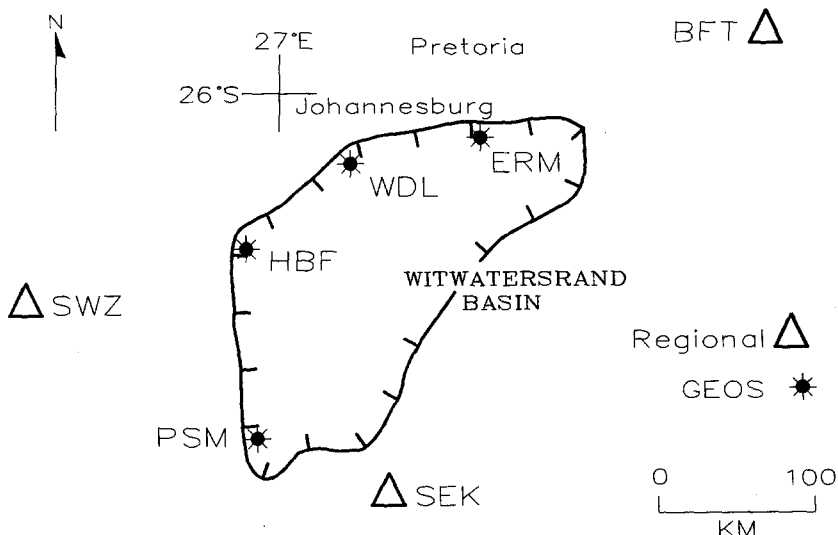 N
27°E
Pretoria
BFT
26°S
Johannesburg
ERM
WDL
HBF
WITWATERSRAND
BASIN
SWZ
Regional
GEOS
PSM
SEK
0 100
KM